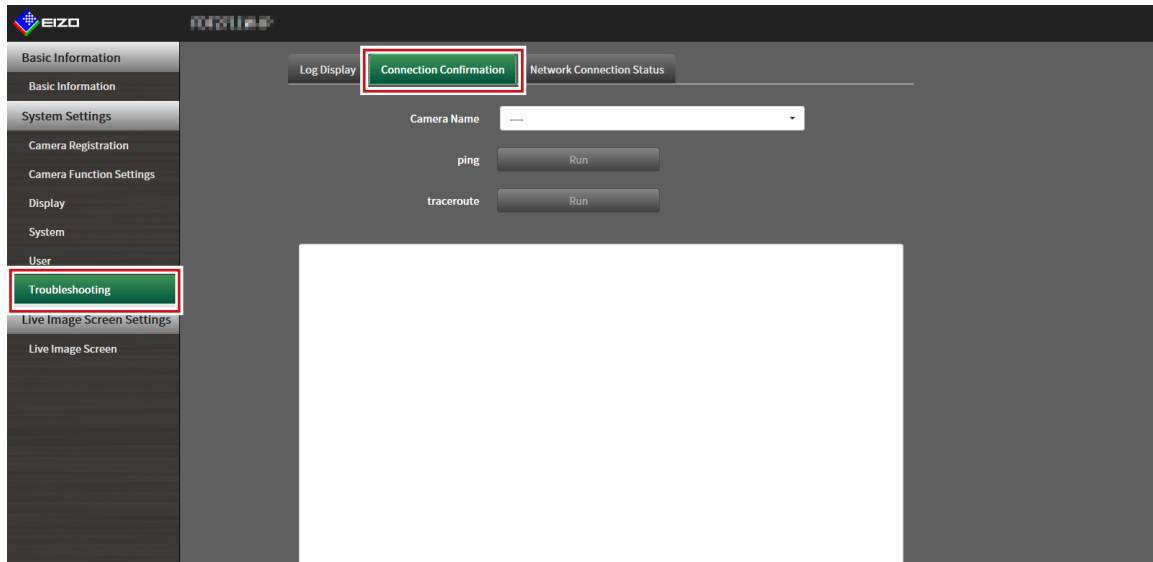 EIZO
Basic Information
Basic Information
System Settings
Camera Registration
Camera Function Settings
Display
System
User
Troubleshooting
Live Image Screen Settings
Live Image Screen
Log Display
Connection Confirmation
Network Connection Status
Camera Name
----
ping
Run
traceroute
Run